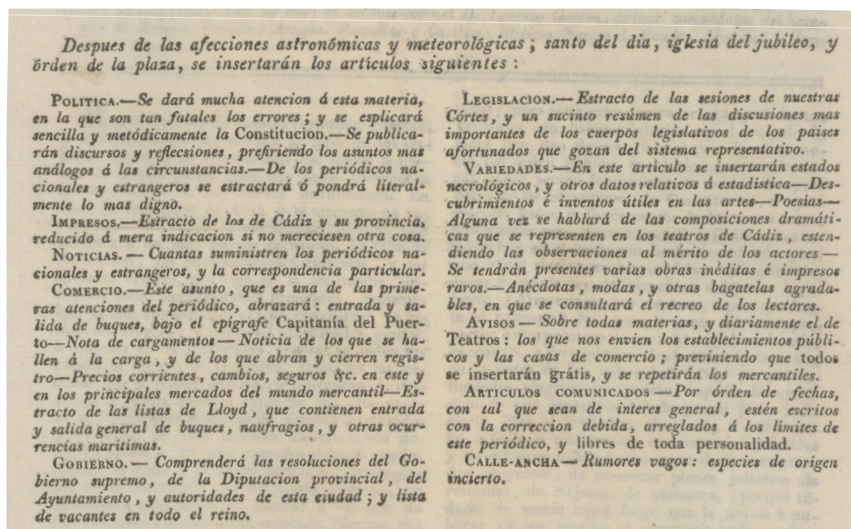 Despues de las afecciones astronómicas y meteorológicas; santo del dia, iglesia del jubileo, y
órden de la plaza, se insertarán los artículos siguientes:
POLITICA.—Se dará mucha atencion á esta materia,
en la que son tan fatales los errores; y se esplicará
sencilla y metódicamente la Constitucion.—Se publica-
rán discursos y reflecsiones, prefiriendo los asuntos mas
análogos á las circunstancias.—De los periódicos na-
cionales y estrangeros se estractará ó pondrá literal-
mente lo mas digno.
IMPRESOS.—Estracto de los de Cádiz y su provincia,
reducido á mera indicacion si no mereciesen otra cosa.
NOTICIAS.—Cuantas suministren los periódicos na-
cionales y estrangeros, y la correspondencia particular.
COMERCIO.—Este asunto, que es una de las prime-
ras atenciones del periódico, abrazará: entrada y sa-
lida de buques, bajo el epígrafe Capitanía del Puer-
to—Nota de cargamentos—Noticia de los que se ha-
llen á la carga, y de los que abran y cierren regis-
tro—Precios corrientes, cambios, seguros &c. en este y
en los principales mercados del mundo mercantil—Es-
tracto de las listas de Lloyd, que contienen entrada
y salida general de buques, naufragios, y otras ocur-
rencias maritimas.
GOBIERNO.—Comprenderá las resoluciones del Go-
bierno supremo, de la Diputacion provincial, del
Ayuntamiento, y autoridades de esta ciudad; y lista
de vacantes en todo el reino.
LEGISLACION.—Estracto de las sesiones de nuestras
Córtes, y un sucinto resúmen de las discusiones mas
importantes de los cuerpos legislativos de los paises
afortunados que gozan del sistema representativo.
VARIEDADES.—En este articulo se insertarán estados
necrológicos, y otros datos relativos á estadística—Des-
cubrimientos é inventos útiles en las artes—Poesías—
Alguna vez se hablará de las composiciones dramáti-
cas que se representen en los teatros de Cádiz, esten-
diendo las observaciones al mérito de los actores—
Se tendrán presentes varias obras inéditas é impresos
raros.—Anécdotas, modas, y otras bagatelas agrada-
bles, en que se consultará el recreo de los lectores.
AVISOS—Sobre todas materias, y diariamente el de
Teatros: los que nos envien los establecimientos públi-
cos y las casas de comercio; previniendo que todos
se insertarán grátis, y se repetirán los mercantiles.
ARTICULOS COMUNICADOS—Por órden de fechas,
con tal que sean de interes general, estén escritos
con la correccion debida, arreglados á los límites de
este periódico, y libres de toda personalidad.
CALLE-ANCHA—Rumores vagos: especies de orígen
incierto.